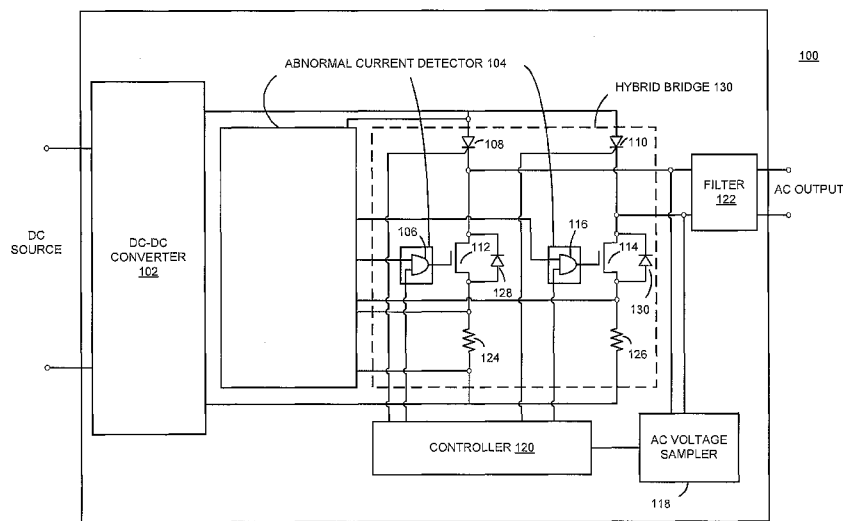 ABNORMAL CURRENT DETECTOR 104
100
HYBRID BRIDGE 130
108
110
DC-DC
CONVERTER
102
DC
SOURCE
106
112
128
116
114
130
FILTER
122
AC OUTPUT
124
126
CONTROLLER 120
AC VOLTAGE
SAMPLER
118